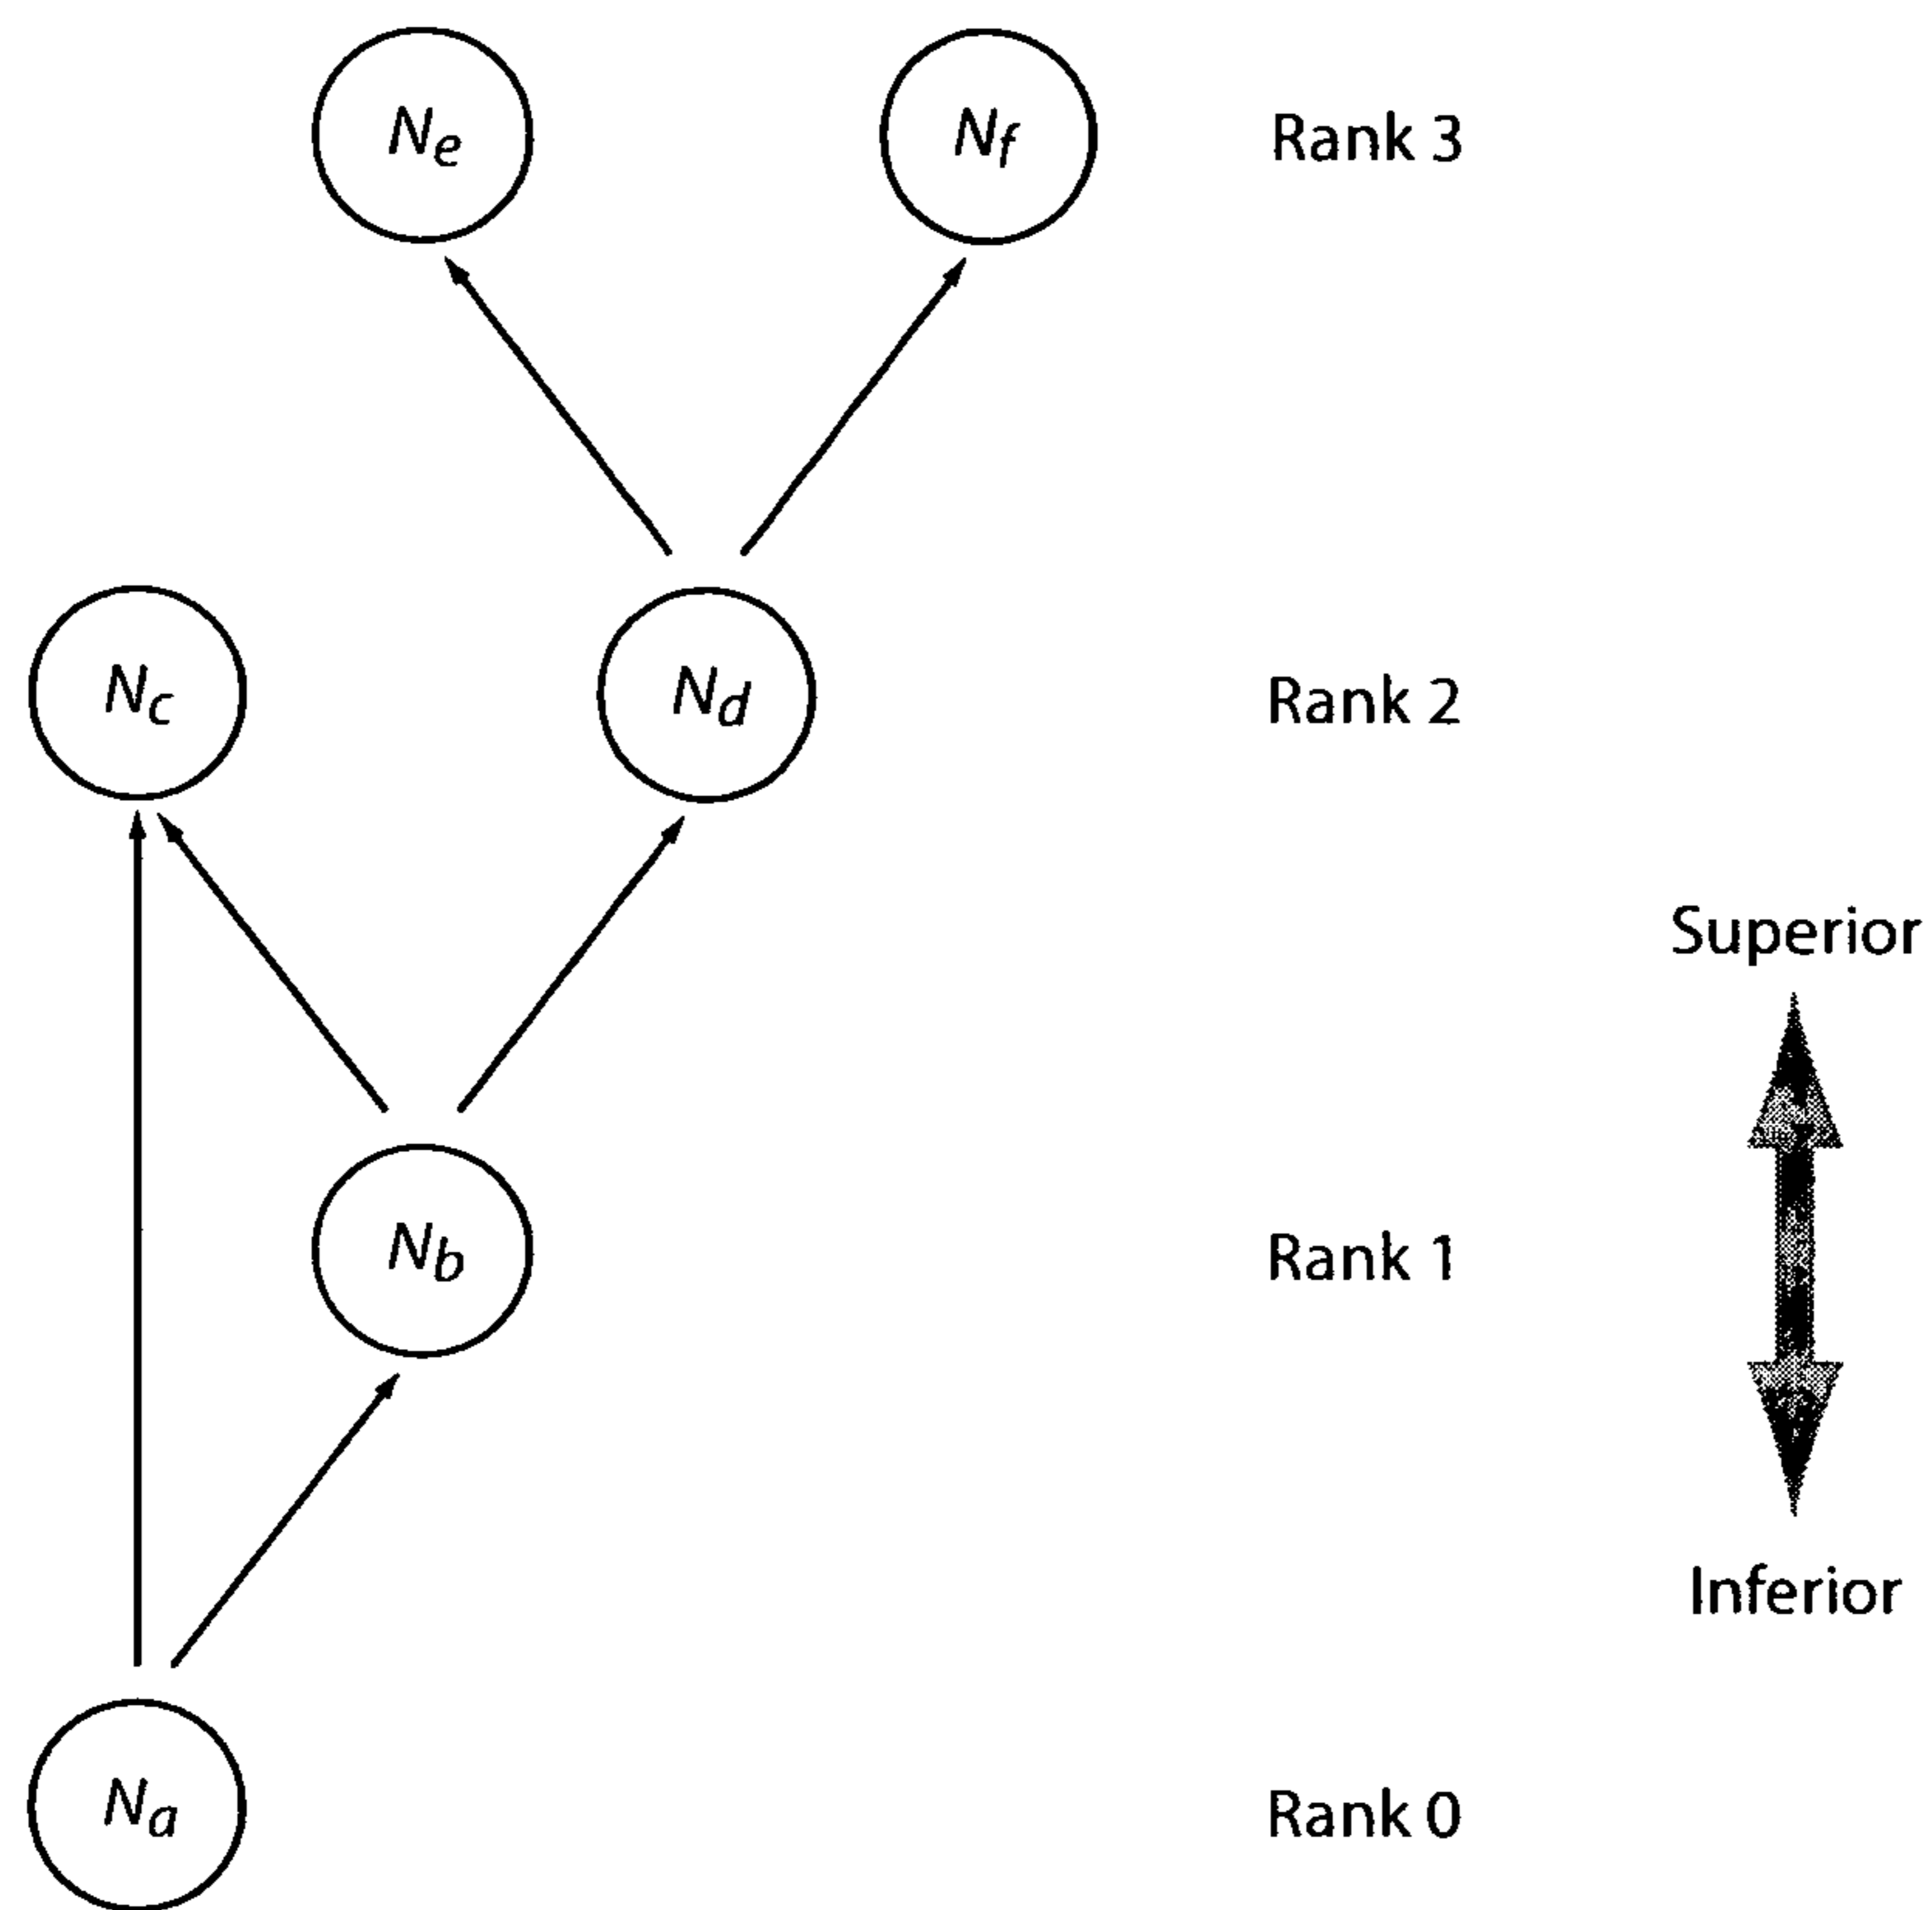 Ne Nf Rank 3
Nc Nd Rank 2
Superior
Nb Rank 1
Inferior
Na Rank 0